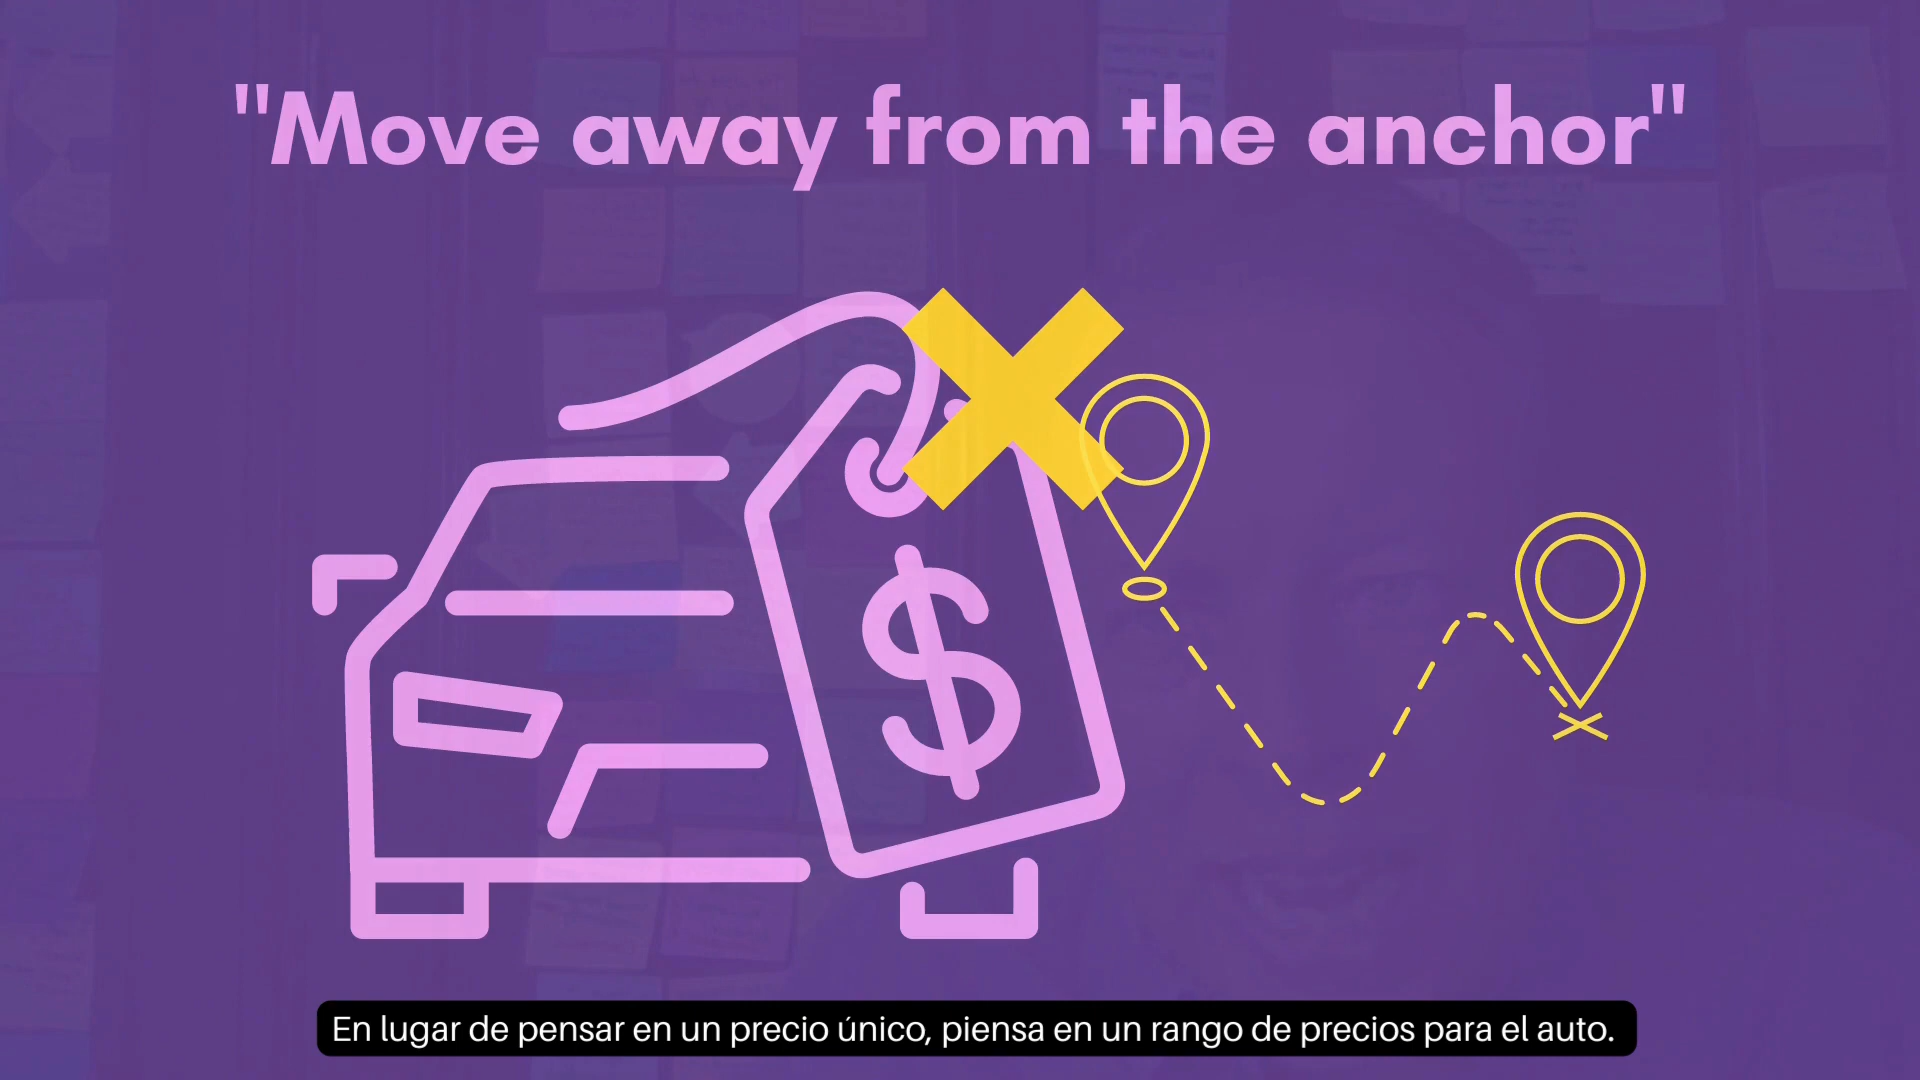 "Move away from the anchor"
$
En lugar de pensar en un precio único, piensa en un rango de precios para el auto.